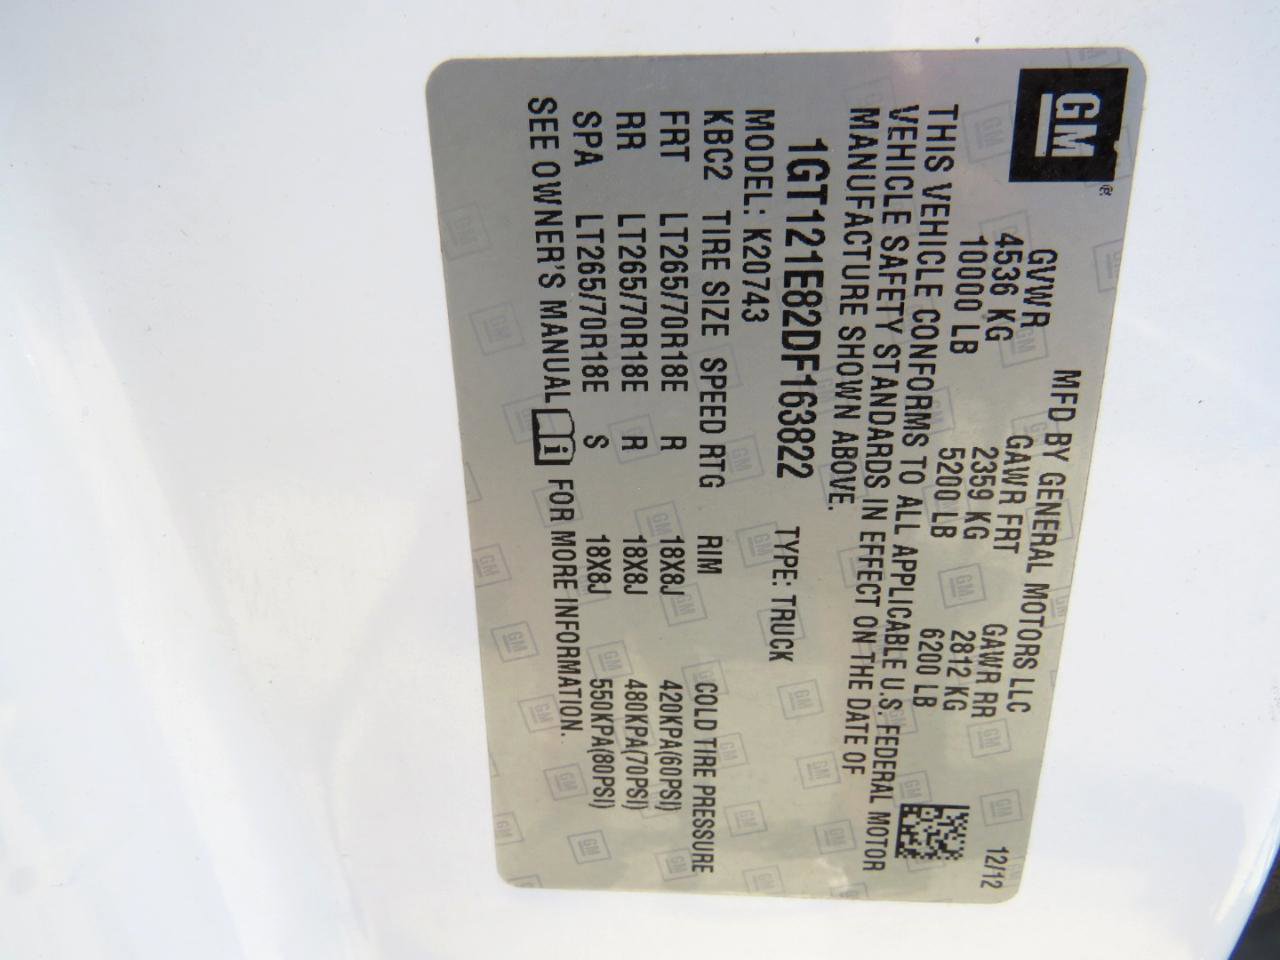 GM
MFD BY GENERAL MOTORS LLC 12/12
GVWR GAWR FRT GAWR RR
4536 KG 2359 KG 2812 KG
10000 LB 5200 LB 6200 LB
THIS VEHICLE CONFORMS TO ALL APPLICABLE U.S. FEDERAL MOTOR
VEHICLE SAFETY STANDARDS IN EFFECT ON THE DATE OF
MANUFACTURE SHOWN ABOVE.
1GT121E82DF163822 TYPE: TRUCK
MODEL: K20743
KBC2 TIRE SIZE SPEED RTG RIM COLD TIRE PRESSURE
FRT LT265/70R18E R 18X8J 420KPA(60PSI)
RR LT265/70R18E R 18X8J 480KPA(70PSI)
SPA LT265/70R18E S 18X8J 550KPA(80PSI)
SEE OWNER'S MANUAL i FOR MORE INFORMATION.